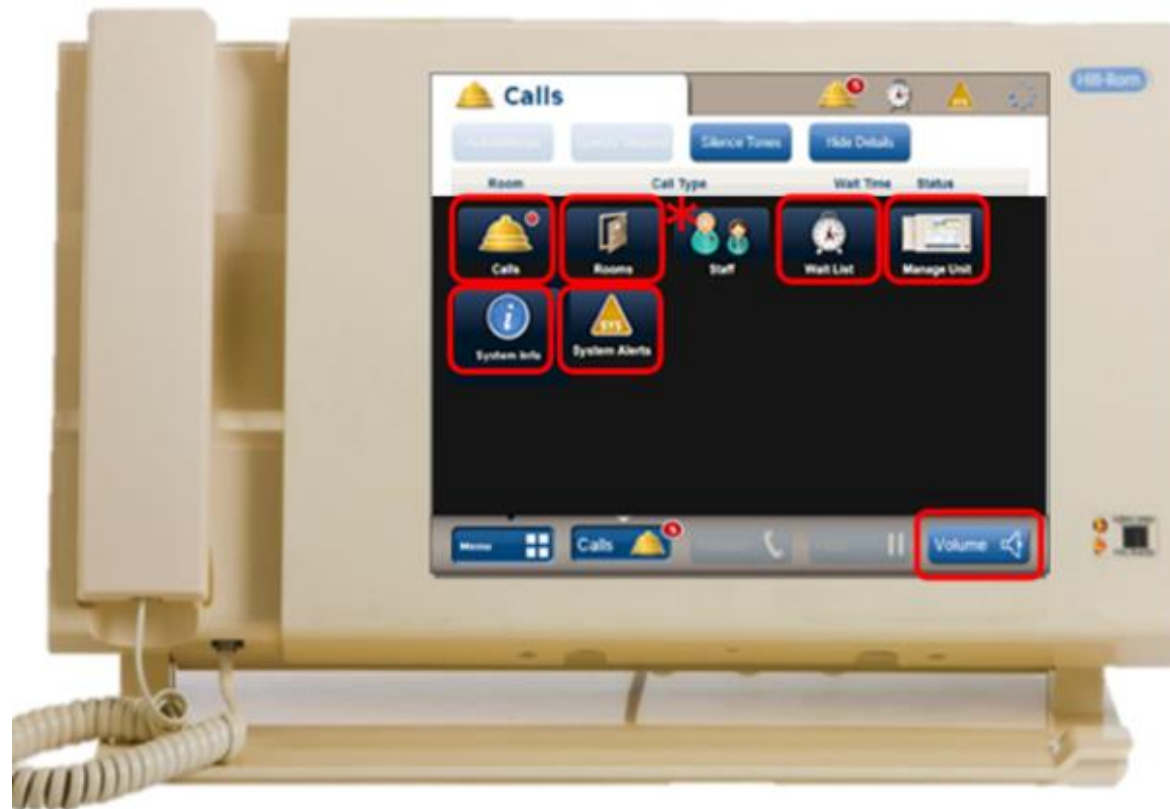 Hill-Rom
Calls
Silence Tones
Hide Details
Room Call Type Wait Time Status
Calls Rooms Staff Wait List Manage Unit
System Info System Alerts
SYS
Menu Calls Volume